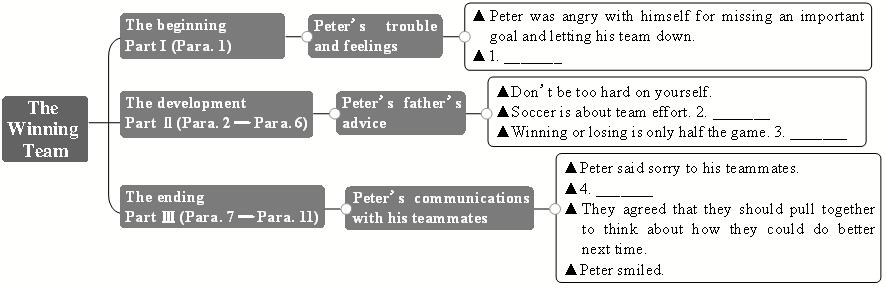 The
Winning
Team
The beginning
Part Ⅰ (Para. 1)
Peter's trouble
and feelings
▲ Peter was angry with himself for missing an important
goal and letting his team down.
▲ 1. _______
The development
Part Ⅱ (Para. 2 — Para. 6)
Peter's father's
advice
▲ Don't be too hard on yourself.
▲ Soccer is about team effort. 2. _______
▲ Winning or losing is only half the game. 3. _______
The ending
Part Ⅲ (Para. 7 — Para. 11)
Peter's communications
with his teammates
▲ Peter said sorry to his teammates.
▲ 4. _______
▲ They agreed that they should pull together
to think about how they could do better
next time.
▲ Peter smiled.